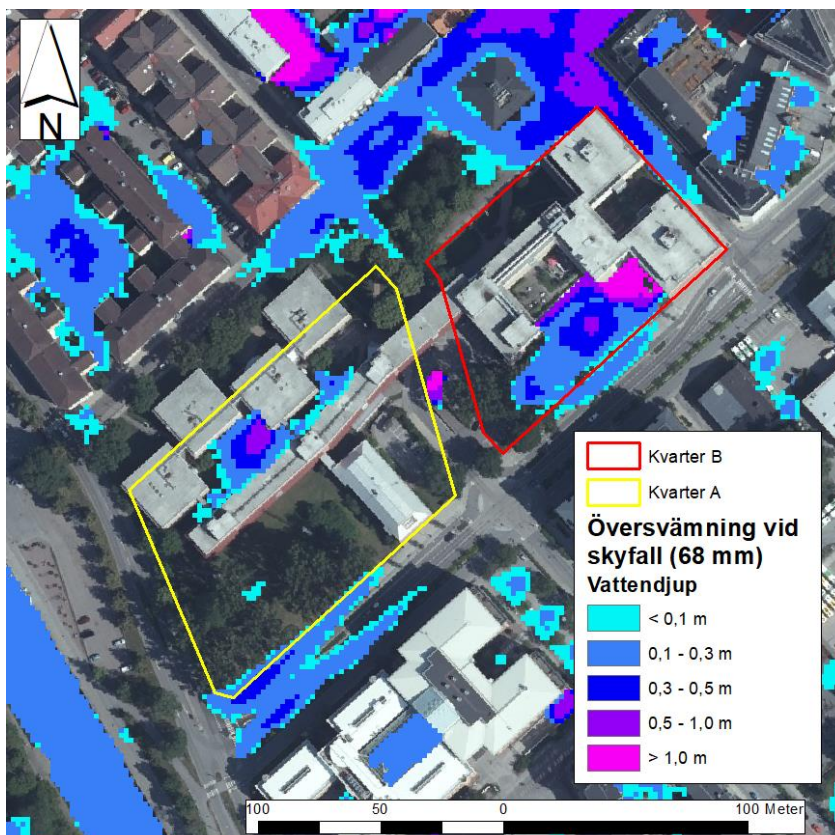 N
Kvarter B
Kvarter A
Översvämning vid
skyfall (68 mm)
Vattendjup
< 0,1 m
0,1 - 0,3 m
0,3 - 0,5 m
0,5 - 1,0 m
> 1,0 m
100 50 0 100 Meter